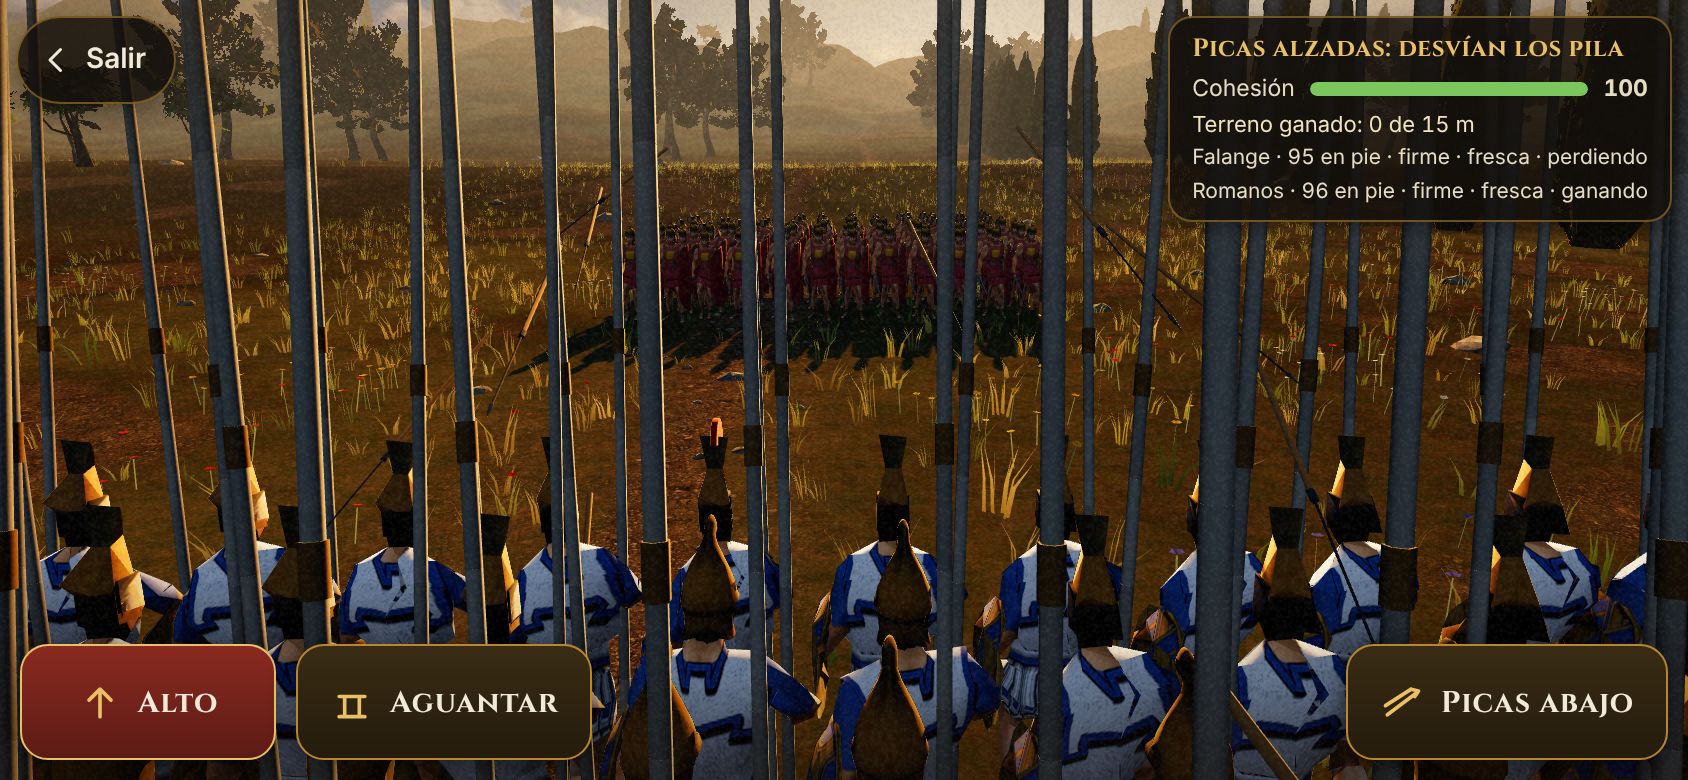 Salir
PICAS ALZADAS: DESVÍAN LOS PILA
Cohesión 100
Terreno ganado: 0 de 15 m
Falange · 95 en pie · firme · fresca · perdiendo
Romanos · 96 en pie · firme · fresca · ganando
ALTO
AGUANTAR
PICAS ABAJO